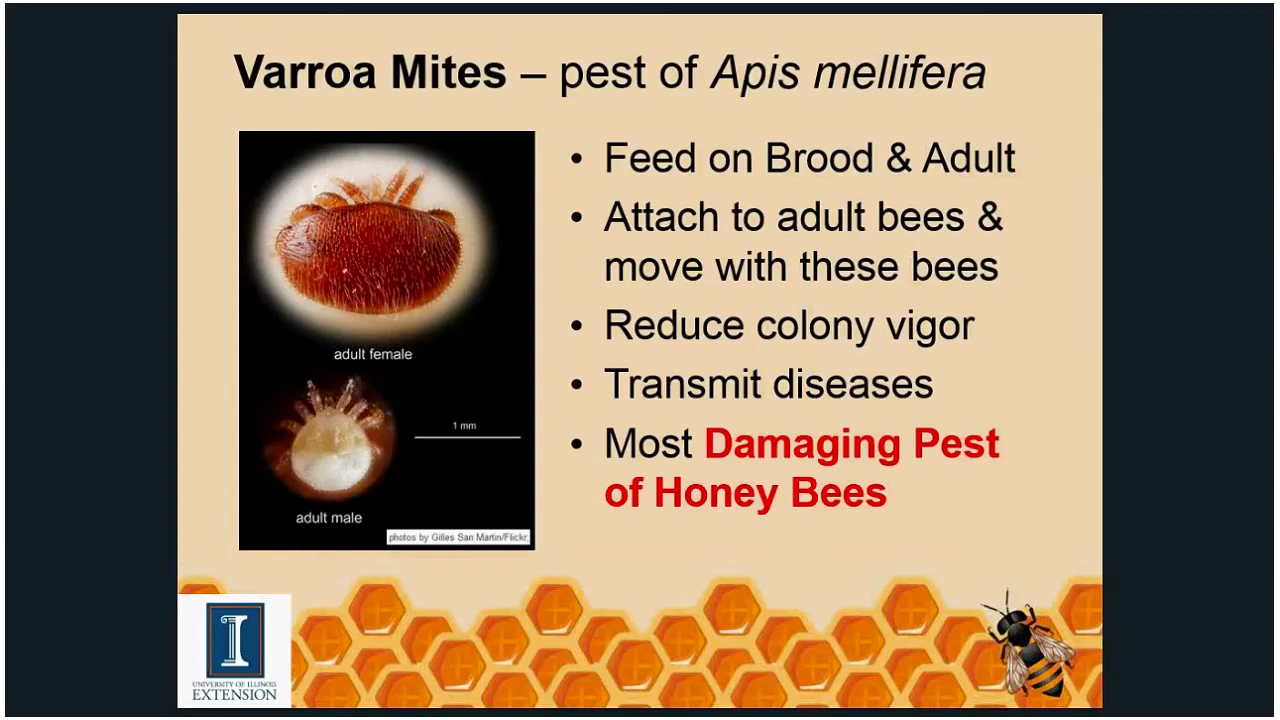 Varroa Mites – pest of Apis mellifera
adult female
1 mm
adult male
photos by Gilles San Martin/Flickr.
• Feed on Brood & Adult
• Attach to adult bees &
move with these bees
• Reduce colony vigor
• Transmit diseases
• Most Damaging Pest
of Honey Bees
I
UNIVERSITY OF ILLINOIS
EXTENSION